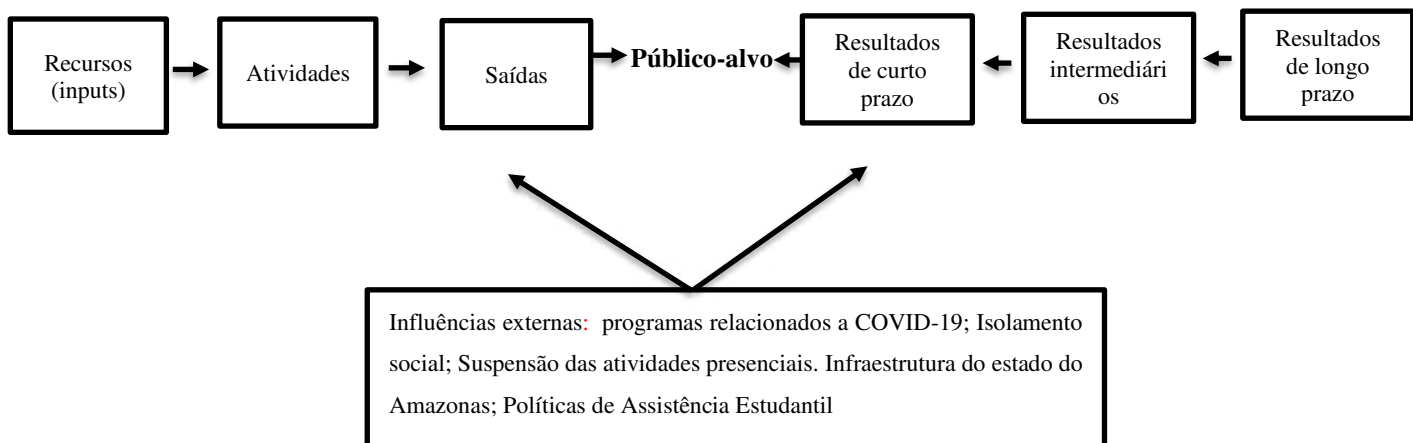 Recursos
(inputs)
Atividades
Saídas
Público-alvo
Resultados
de curto
prazo
Resultados
intermediári
os
Resultados
de longo
prazo
Influências externas: programas relacionados a COVID-19; Isolamento
social; Suspensão das atividades presenciais. Infraestrutura do estado do
Amazonas; Políticas de Assistência Estudantil